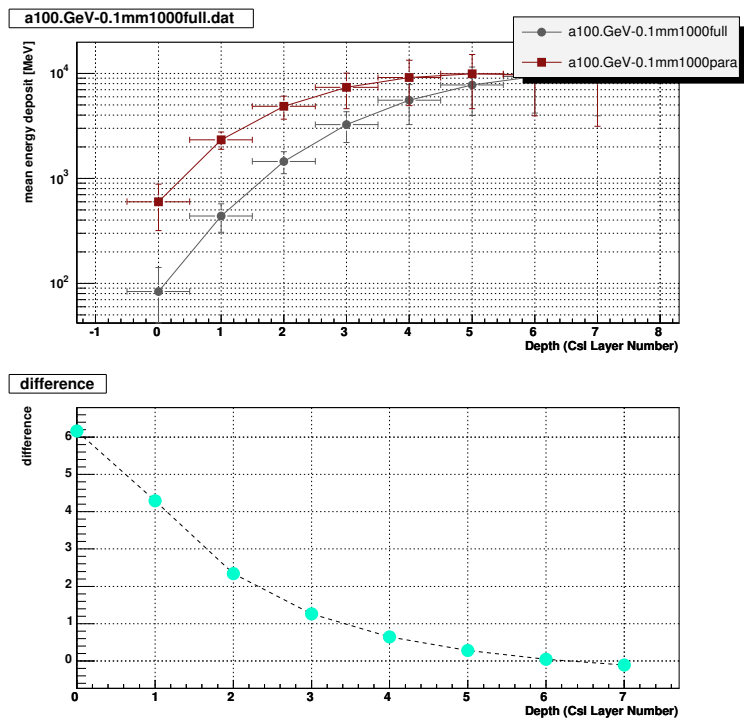 a100.GeV-0.1mm1000full.dat
a100.GeV-0.1mm1000full
a100.GeV-0.1mm1000para
mean energy deposit [MeV]
10^4
10^3
10^2
-1 0 1 2 3 4 5 6 7 8
Depth (CsI Layer Number)
difference
difference
6
5
4
3
2
1
0
0 1 2 3 4 5 6 7
Depth (CsI Layer Number)